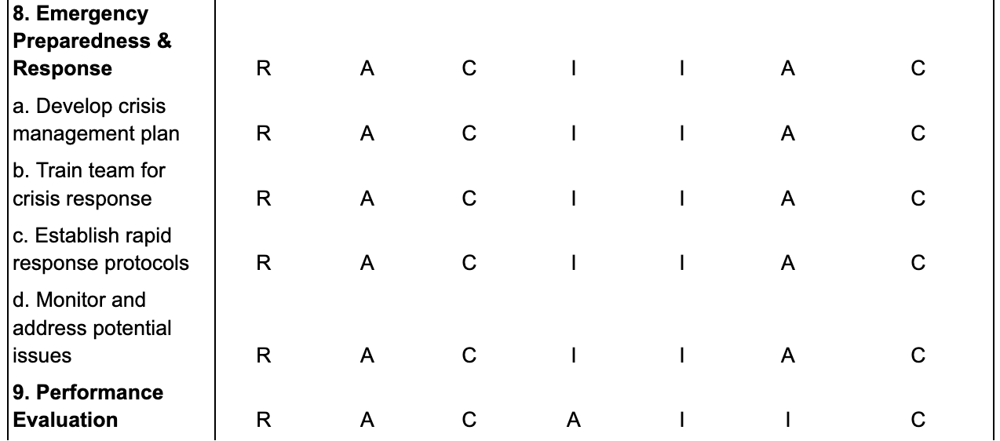 8. Emergency
Preparedness &
Response R A C I I A C
a. Develop crisis
management plan R A C I I A C
b. Train team for
crisis response R A C I I A C
c. Establish rapid
response protocols R A C I I A C
d. Monitor and
address potential
issues R A C I I A C
9. Performance
Evaluation R A C A I I C